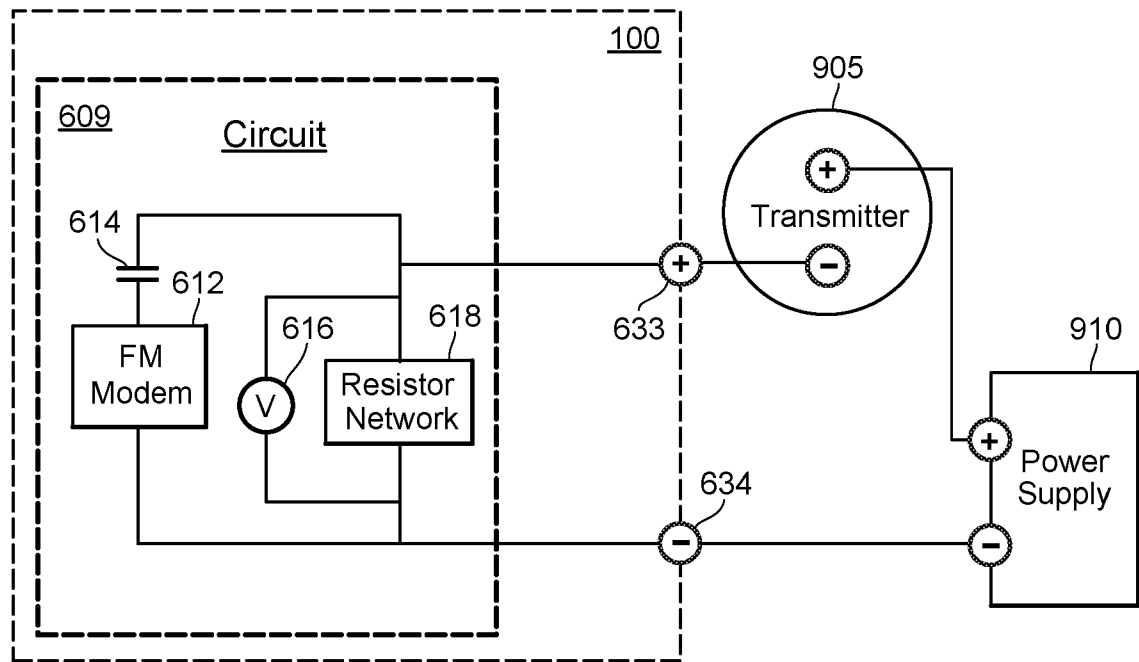 100
609
Circuit
905
+
Transmitter
−
614
612
FM
Modem
616
V
618
Resistor
Network
+
633
910
+
Power
Supply
−
634
−